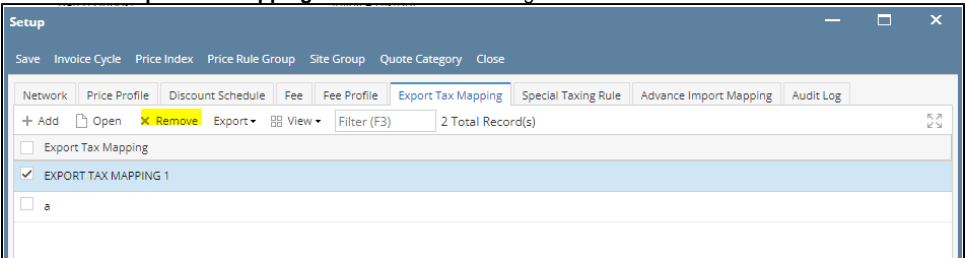 Setup
Save Invoice Cycle Price Index Price Rule Group Site Group Quote Category Close
Network Price Profile Discount Schedule Fee Fee Profile Export Tax Mapping Special Taxing Rule Advance Import Mapping Audit Log
+ Add Open × Remove Export View Filter (F3) 2 Total Record(s)
Export Tax Mapping
EXPORT TAX MAPPING 1
a